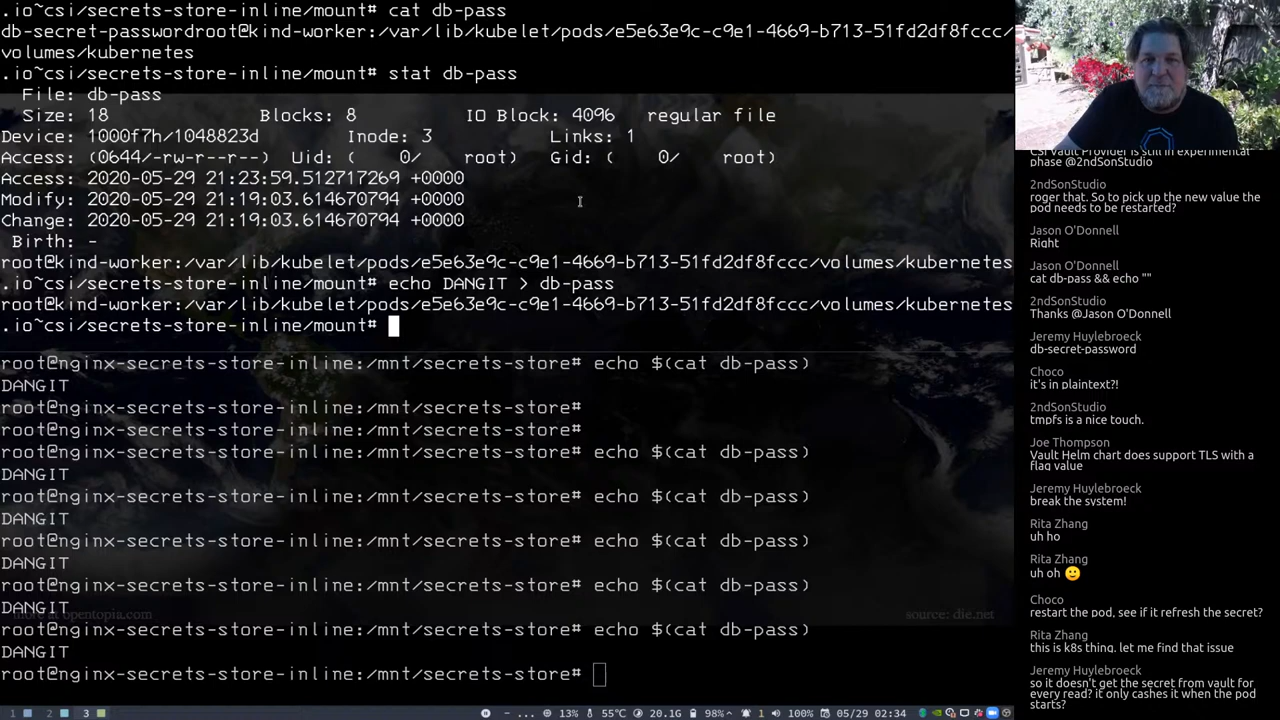 .io~csi/secrets-store-inline/mount# cat db-pass
db-secret-passwordroot@kind-worker:/var/lib/kubelet/pods/e5e63e9c-c9e1-4669-b713-51fd2df8fccc/
volumes/kubernetes
.io~csi/secrets-store-inline/mount# stat db-pass
File: db-pass
Size: 18 Blocks: 8 IO Block: 4096 regular file
Device: 1000f7h/1048823d Inode: 3 Links: 1
Access: (0644/-rw-r--r--) Uid: ( 0/ root) Gid: ( 0/ root)
Access: 2020-05-29 21:23:59.512717269 +0000
Modify: 2020-05-29 21:19:03.614670794 +0000
Change: 2020-05-29 21:19:03.614670794 +0000
Birth: -
root@kind-worker:/var/lib/kubelet/pods/e5e63e9c-c9e1-4669-b713-51fd2df8fccc/volumes/kubernetes
.io~csi/secrets-store-inline/mount# echo DANGIT > db-pass
root@kind-worker:/var/lib/kubelet/pods/e5e63e9c-c9e1-4669-b713-51fd2df8fccc/volumes/kubernetes
.io~csi/secrets-store-inline/mount#
root@nginx-secrets-store-inline:/mnt/secrets-store# echo $(cat db-pass)
DANGIT
root@nginx-secrets-store-inline:/mnt/secrets-store#
root@nginx-secrets-store-inline:/mnt/secrets-store#
root@nginx-secrets-store-inline:/mnt/secrets-store# echo $(cat db-pass)
DANGIT
root@nginx-secrets-store-inline:/mnt/secrets-store# echo $(cat db-pass)
DANGIT
root@nginx-secrets-store-inline:/mnt/secrets-store# echo $(cat db-pass)
DANGIT
root@nginx-secrets-store-inline:/mnt/secrets-store# echo $(cat db-pass)
DANGIT
more at opentopia.com source: die.net
root@nginx-secrets-store-inline:/mnt/secrets-store# echo $(cat db-pass)
DANGIT
root@nginx-secrets-store-inline:/mnt/secrets-store#
1 2 3 - ... 13% 55℃ 20.1G 98% 1 100% 05/29 02:34
CSI Vault Provider is still in experimental
phase @2ndSonStudio
2ndSonStudio
roger that. So to pick up the new value the
pod needs to be restarted?
Jason O'Donnell
Right
Jason O'Donnell
cat db-pass && echo ""
2ndSonStudio
Thanks @Jason O'Donnell
Jeremy Huylebroeck
db-secret-password
Choco
it's in plaintext?!
2ndSonStudio
tmpfs is a nice touch.
Joe Thompson
Vault Helm chart does support TLS with a
flag value
Jeremy Huylebroeck
break the system!
Rita Zhang
uh ho
Rita Zhang
uh oh 🙂
Choco
restart the pod, see if it refresh the secret?
Rita Zhang
this is k8s thing. let me find that issue
Jeremy Huylebroeck
so it doesn't get the secret from vault for
every read? it only cashes it when the pod
starts?